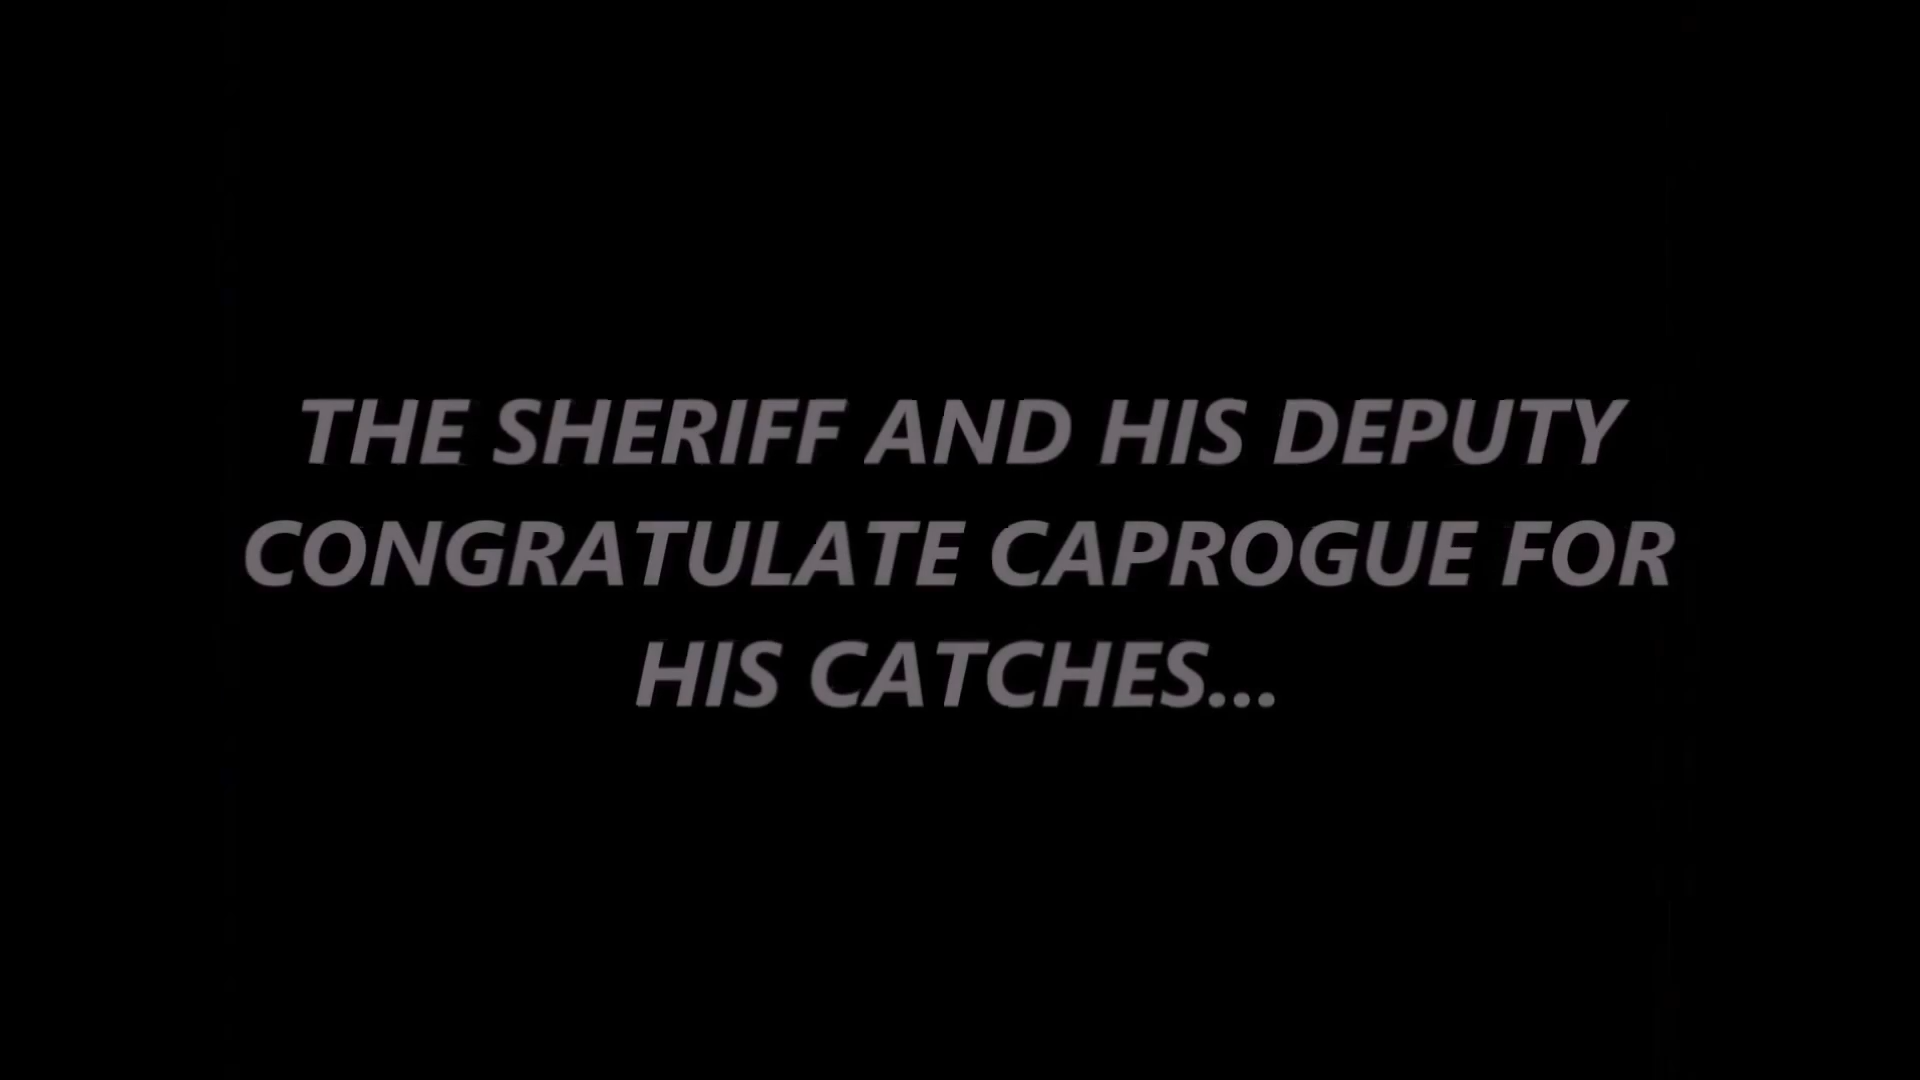 THE SHERIFF AND HIS DEPUTY
CONGRATULATE CAPROGUE FOR
HIS CATCHES...